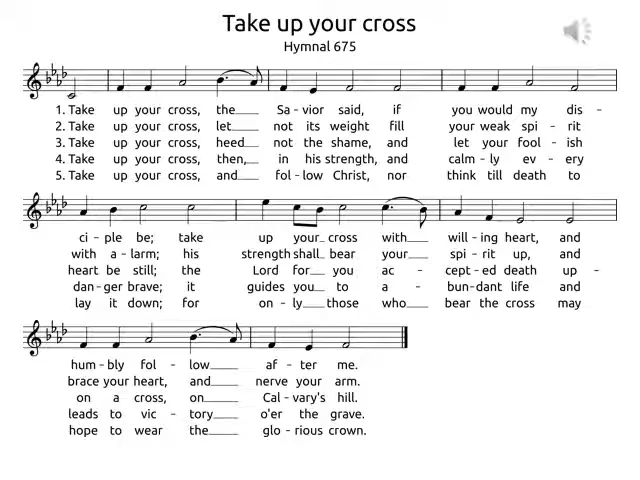 Take up your cross
Hymnal 675
1. Take up your cross, the Sa - vior said, if you would my dis -
2. Take up your cross, let not its weight fill your weak spi - rit
3. Take up your cross, heed not the shame, and let your fool - ish
4. Take up your cross, then, in his strength, and calm - ly ev - ery
5. Take up your cross, and fol - low Christ, nor think till death to
ci - ple be; take up your cross with will - ing heart, and
with a - larm; his strength shall bear your spi - rit up, and
heart be still; the Lord for you ac - cept - ed death up -
dan - ger brave; it guides you to a - bun - dant life and
lay it down; for on - ly those who bear the cross may
hum - bly fol - low af - ter me.
brace your heart, and nerve your arm.
on a cross, on Cal - vary's hill.
leads to vic - tory o'er the grave.
hope to wear the glo - rious crown.